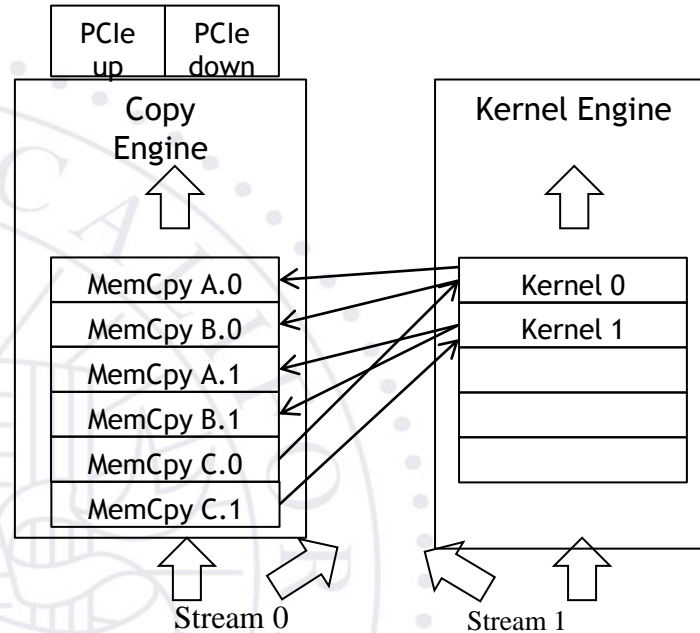 PCIe
up
PCIe
down
Copy
Engine
Kernel Engine
MemCpy A.0
MemCpy B.0
MemCpy A.1
MemCpy B.1
MemCpy C.0
MemCpy C.1
Kernel 0
Kernel 1
Stream 0
Stream 1
CALIFOR